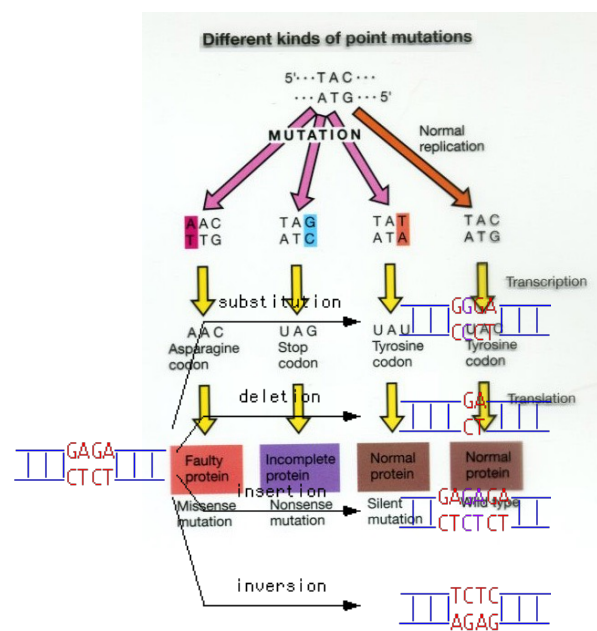 Different kinds of point mutations
5'···TAC···
···ATG···5'
MUTATION
Normal
replication
AAC TAG TAT TAC
TTG ATC ATA ATG
Transcription
substitution
GGGA
CCCT
AAC UAG UAU UAC
Asparagine
codon
Stop
codon
Tyrosine
codon
Tyrosine
codon
deletion
GA
CT
Translation
GAGA
CTCT
Faulty
protein
Incomplete
protein
Normal
protein
Normal
protein
insertion
GAGAGA
CTCTCT
Missense
mutation
Nonsense
mutation
Silent
mutation
Wild type
inversion
TCTC
AGAG